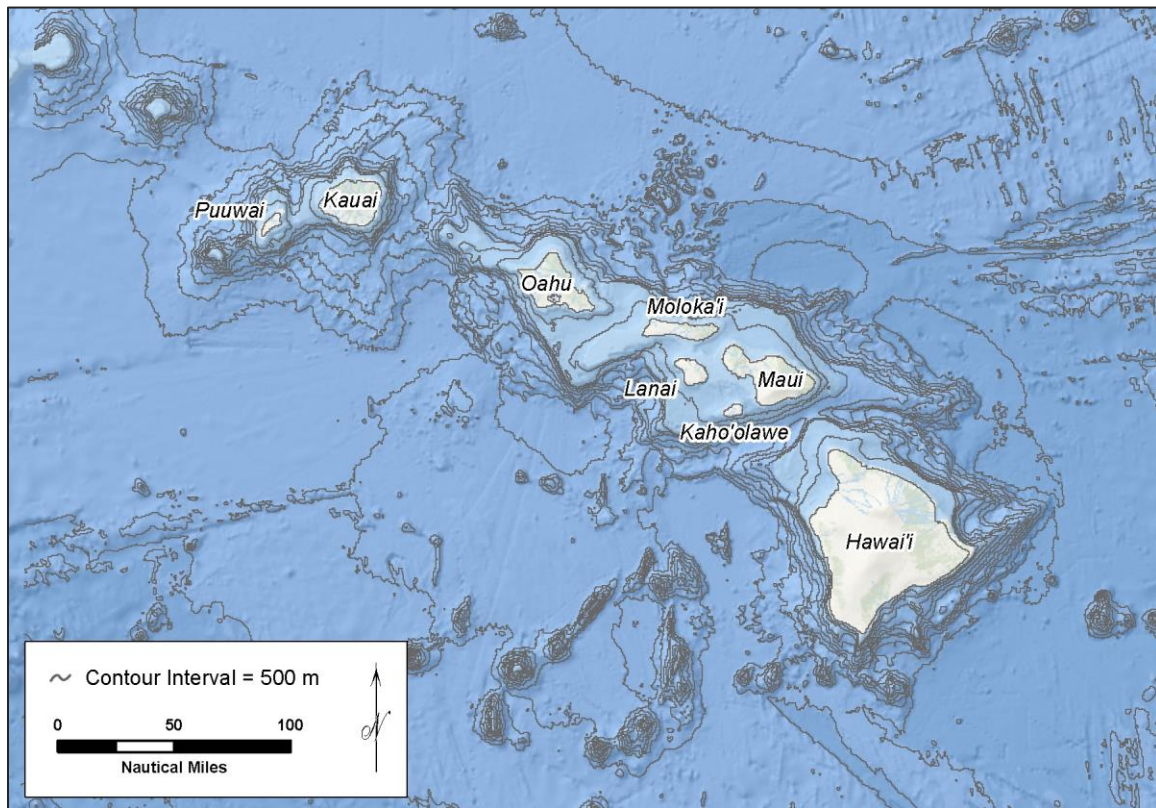 Puuwai
Kauai
Oahu
Moloka'i
Lanai
Maui
Kaho'olawe
Hawai'i
Contour Interval = 500 m
0 50 100
Nautical Miles
N